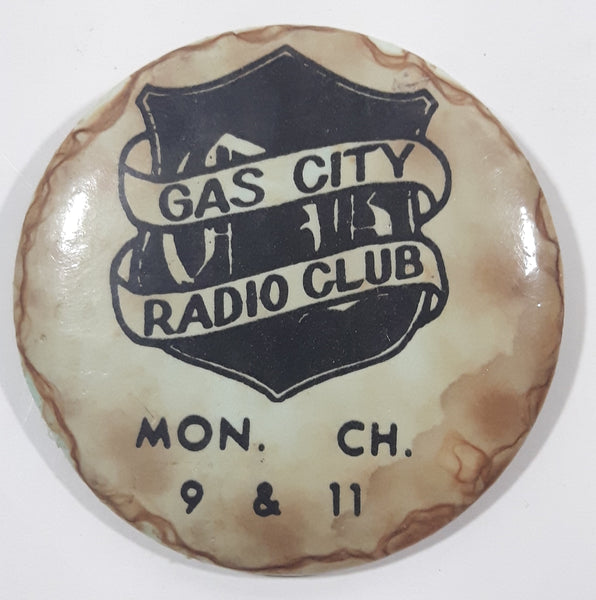 GAS CITY
RADIO CLUB
MON. CH.
9 & 11